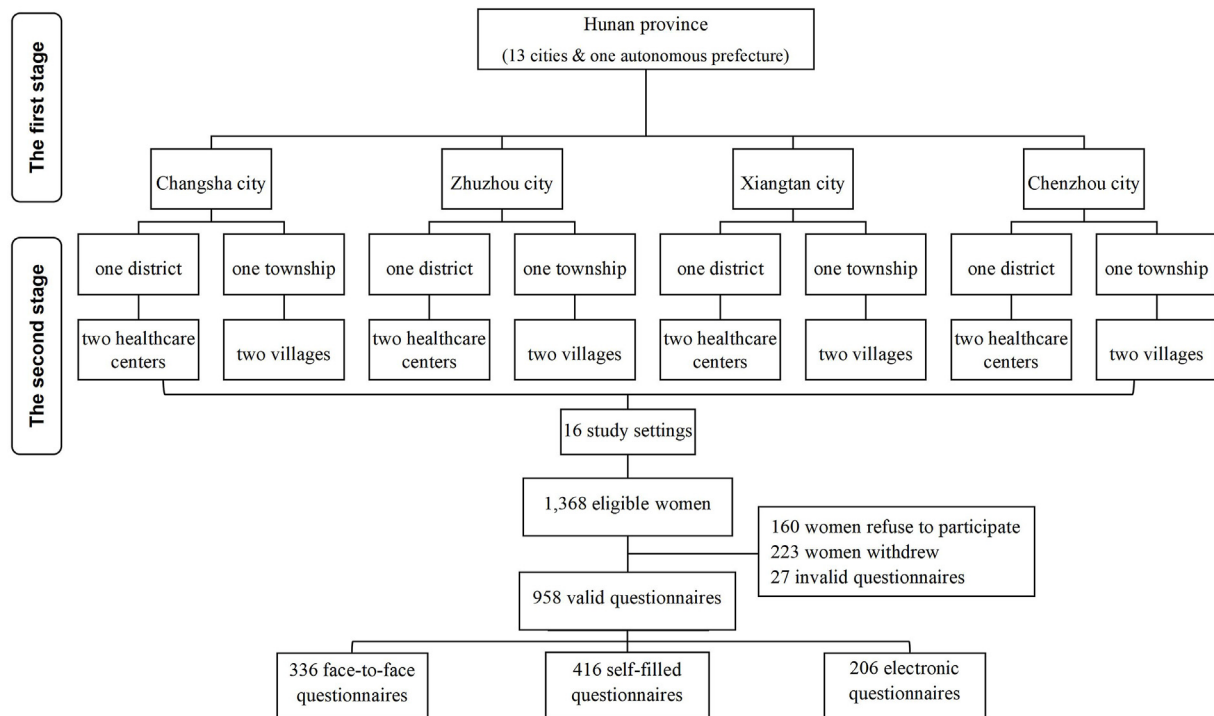 The first stage
Hunan province
(13 cities & one autonomous prefecture)
Changsha city
Zhuzhou city
Xiangtan city
Chenzhou city
The second stage
one district
one township
one district
one township
one district
one township
one district
one township
two healthcare
centers
two villages
two healthcare
centers
two villages
two healthcare
centers
two villages
two healthcare
centers
two villages
16 study settings
1,368 eligible women
160 women refuse to participate
223 women withdrew
27 invalid questionnaires
958 valid questionnaires
336 face-to-face
questionnaires
416 self-filled
questionnaires
206 electronic
questionnaires